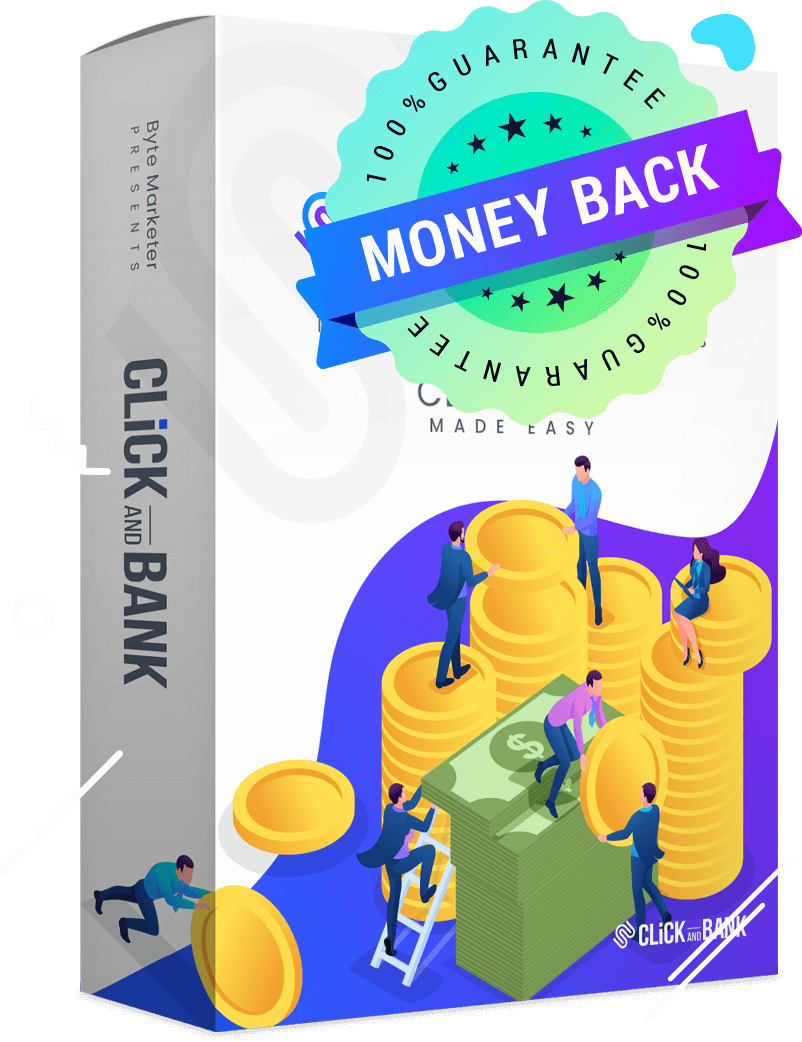 100% GUARANTEE
MONEY BACK
100% GUARANTEE
MADE EASY
Byte Marketer
PRESENTS
CLiCK AND BANK
CLiCK AND BANK